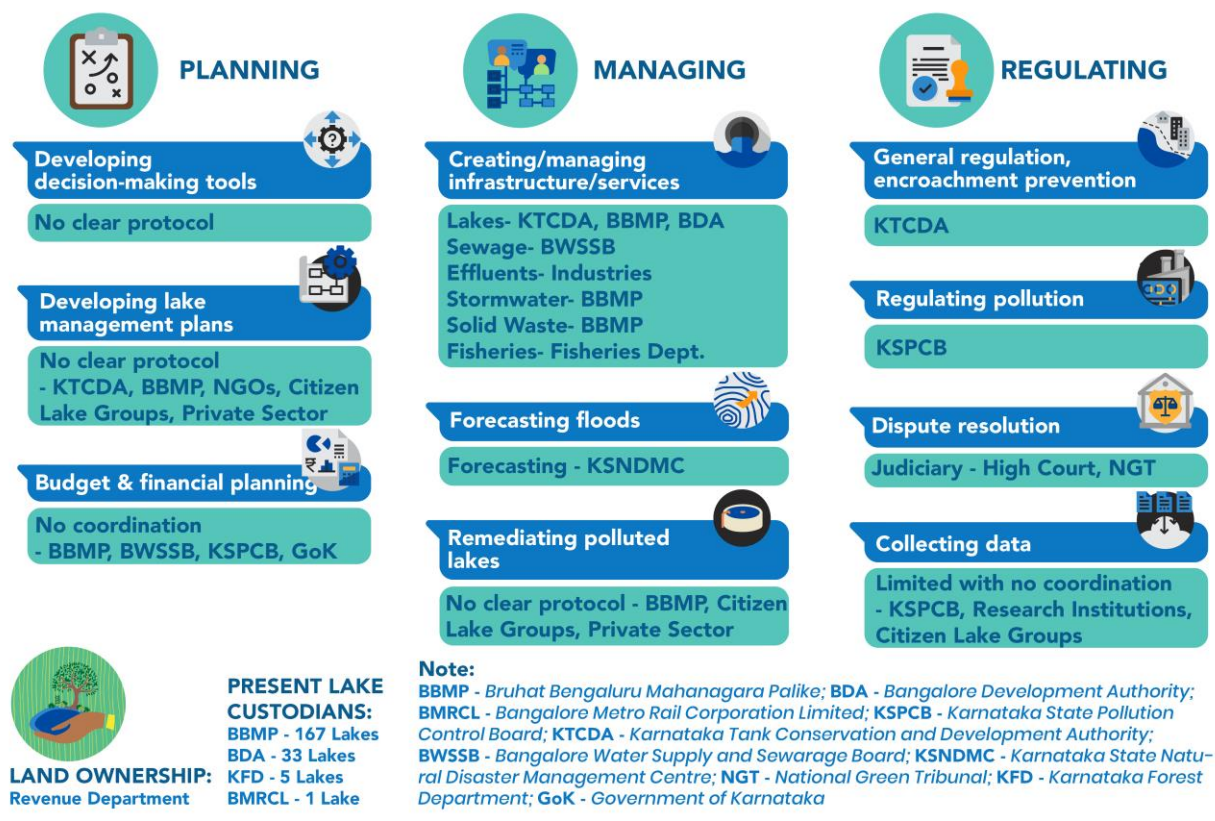 PLANNING
Developing
decision-making tools
No clear protocol
Developing lake
management plans
No clear protocol
- KTCDA, BBMP, NGOs, Citizen
Lake Groups, Private Sector
Budget & financial planning
No coordination
- BBMP, BWSSB, KSPCB, GoK
MANAGING
Creating/managing
infrastructure/services
Lakes- KTCDA, BBMP, BDA
Sewage- BWSSB
Effluents- Industries
Stormwater- BBMP
Solid Waste- BBMP
Fisheries- Fisheries Dept.
Forecasting floods
Forecasting - KSNDMC
Remediating polluted
lakes
No clear protocol - BBMP, Citizen
Lake Groups, Private Sector
REGULATING
General regulation,
encroachment prevention
KTCDA
Regulating pollution
KSPCB
Dispute resolution
Judiciary - High Court, NGT
Collecting data
Limited with no coordination
- KSPCB, Research Institutions,
Citizen Lake Groups
LAND OWNERSHIP:
Revenue Department
PRESENT LAKE
CUSTODIANS:
BBMP - 167 Lakes
BDA - 33 Lakes
KFD - 5 Lakes
BMRCL - 1 Lake
Note:
BBMP - Bruhat Bengaluru Mahanagara Palike; BDA - Bangalore Development Authority;
BMRCL - Bangalore Metro Rail Corporation Limited; KSPCB - Karnataka State Pollution
Control Board; KTCDA - Karnataka Tank Conservation and Development Authority;
BWSSB - Bangalore Water Supply and Sewarage Board; KSNDMC - Karnataka State Natu-
ral Disaster Management Centre; NGT - National Green Tribunal; KFD - Karnataka Forest
Department; GoK - Government of Karnataka